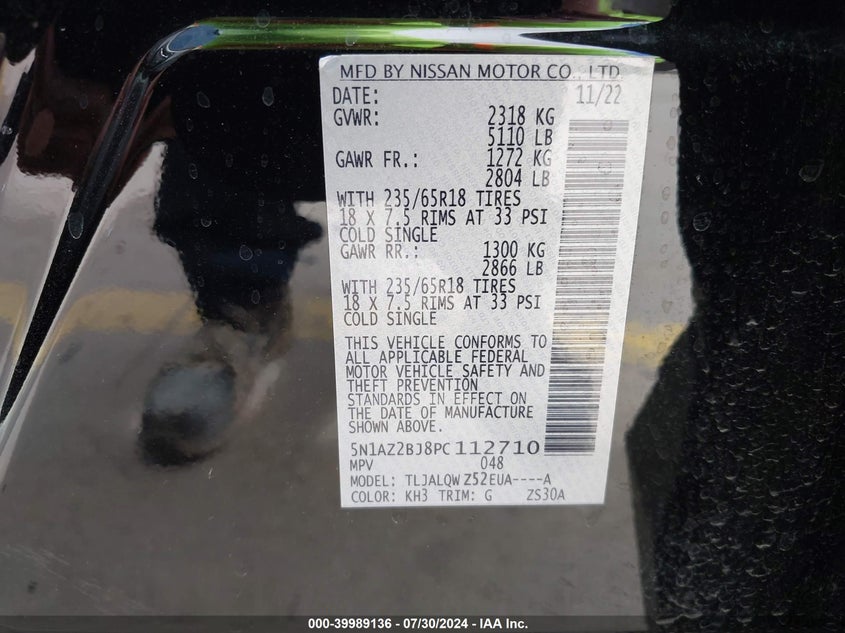 MFD BY NISSAN MOTOR CO., LTD.
DATE: 11/22
GVWR: 2318 KG
5110 LB
GAWR FR.: 1272 KG
2804 LB
WITH 235/65R18 TIRES
18 X 7.5 RIMS AT 33 PSI
COLD SINGLE
GAWR RR.: 1300 KG
2866 LB
WITH 235/65R18 TIRES
18 X 7.5 RIMS AT 33 PSI
COLD SINGLE
THIS VEHICLE CONFORMS TO
ALL APPLICABLE FEDERAL
MOTOR VEHICLE SAFETY AND
THEFT PREVENTION
STANDARDS IN EFFECT ON
THE DATE OF MANUFACTURE
SHOWN ABOVE.
5N1AZ2BJ8PC112710
MPV 048
MODEL: TLJALQW Z52EUA----A
COLOR: KH3 TRIM: G ZS30A
000-39989136 - 07/30/2024 - IAA Inc.